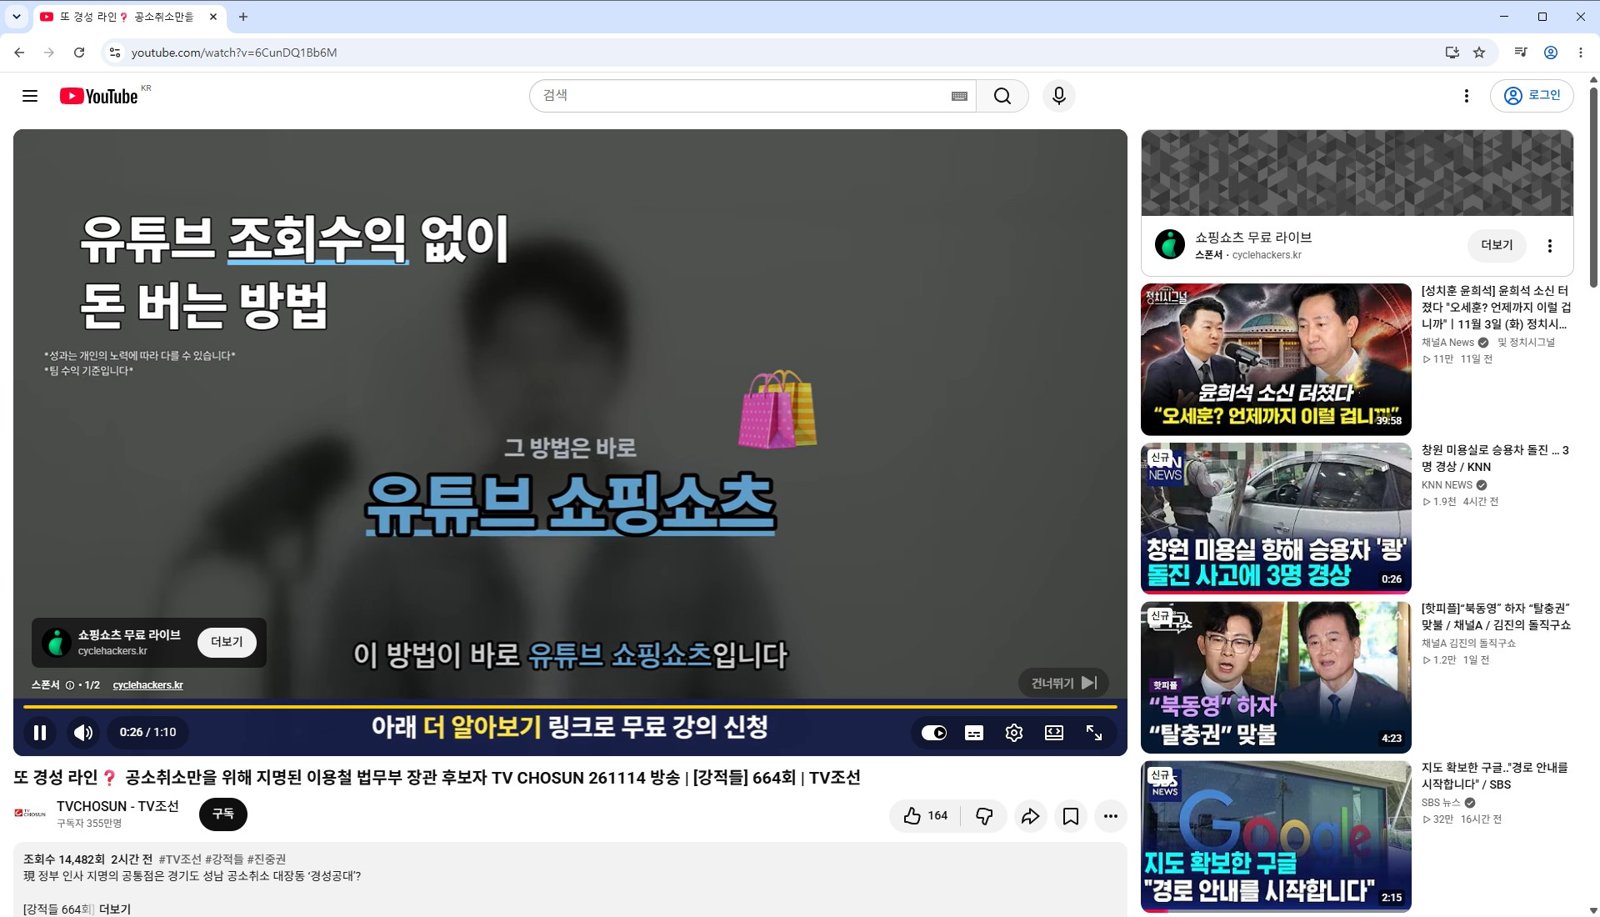 또 경성 라인❓ 공소취소만을
youtube.com/watch?v=6CunDQ1Bb6M
YouTube KR
검색
로그인
유튜브 조회수익 없이
돈 버는 방법
*성과는 개인의 노력에 따라 다를 수 있습니다*
*팀 수익 기준입니다*
그 방법은 바로
유튜브 쇼핑쇼츠
이 방법이 바로 유튜브 쇼핑쇼츠입니다
쇼핑쇼츠 무료 라이브
cyclehackers.kr
더보기
스폰서 · 1/2 cyclehackers.kr
건너뛰기
아래 더 알아보기 링크로 무료 강의 신청
0:26 / 1:10
또 경성 라인❓ 공소취소만을 위해 지명된 이용철 법무부 장관 후보자 TV CHOSUN 261114 방송 | [강적들] 664회 | TV조선
TV CHOSUN
TVCHOSUN - TV조선
구독자 355만명
구독
164
조회수 14,482회 2시간 전 #TV조선 #강적들 #진중권
現 정부 인사 지명의 공통점은 경기도 성남 공소취소 대장동 ‘경성공대’?
[강적들 664회] 더보기
쇼핑쇼츠 무료 라이브
스폰서 · cyclehackers.kr
더보기
정치시그널
윤희석 소신 터졌다
“오세훈? 언제까지 이럴 겁니까”
39:58
[성치훈 윤희석] 윤희석 소신 터
졌다 "오세훈? 언제까지 이럴 겁
니까"ㅣ11월 3일 (화) 정치시...
채널A News 및 정치시그널
11만 11일 전
신규
KNN
NEWS
창원 미용실 향해 승용차 '쾅'
돌진 사고에 3명 경상
0:26
창원 미용실로 승용차 돌진 ... 3
명 경상 / KNN
KNN NEWS
1.9천 4시간 전
신규
핫피플
“북동영” 하자
“탈충권” 맞불
4:23
[핫피플]“북동영” 하자 “탈충권”
맞불 / 채널A / 김진의 돌직구쇼
채널A 김진의 돌직구쇼
1.2만 1일 전
신규
SBS
NEWS
Google
지도 확보한 구글
"경로 안내를 시작합니다"
2:15
지도 확보한 구글.."경로 안내를
시작합니다" / SBS
SBS 뉴스
32만 16시간 전